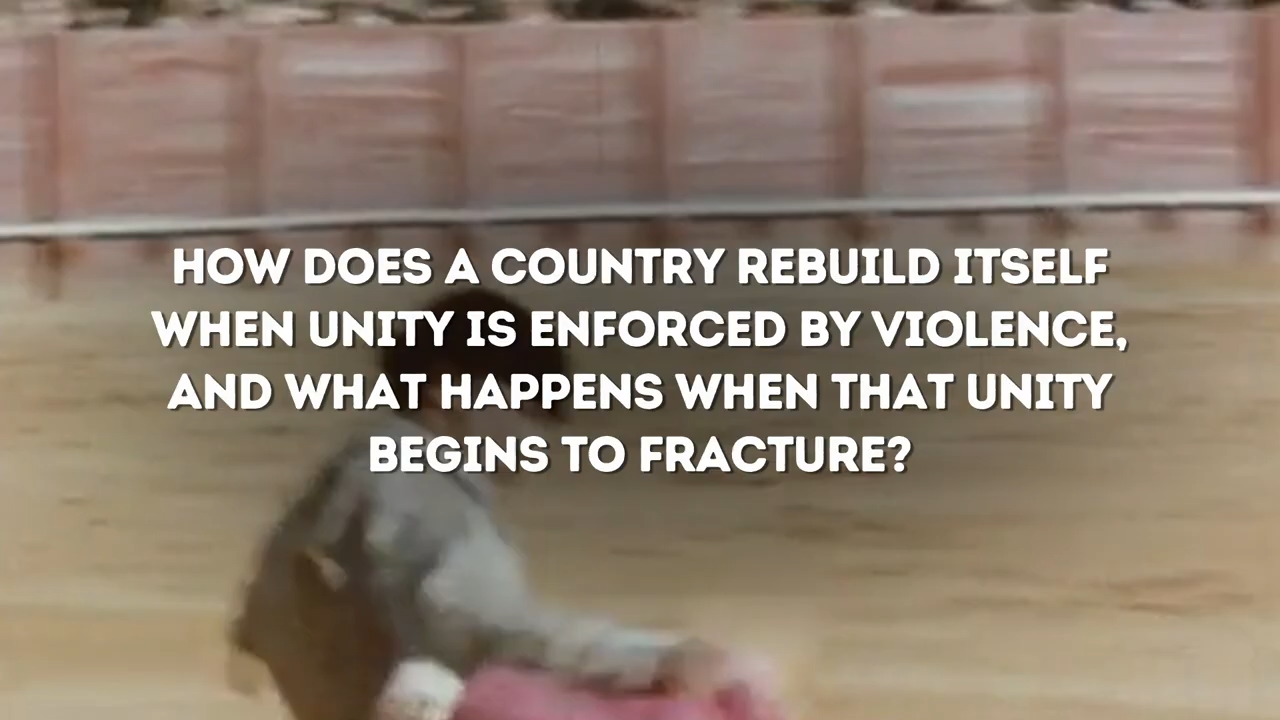 HOW DOES A COUNTRY REBUILD ITSELF
WHEN UNITY IS ENFORCED BY VIOLENCE,
AND WHAT HAPPENS WHEN THAT UNITY
BEGINS TO FRACTURE?